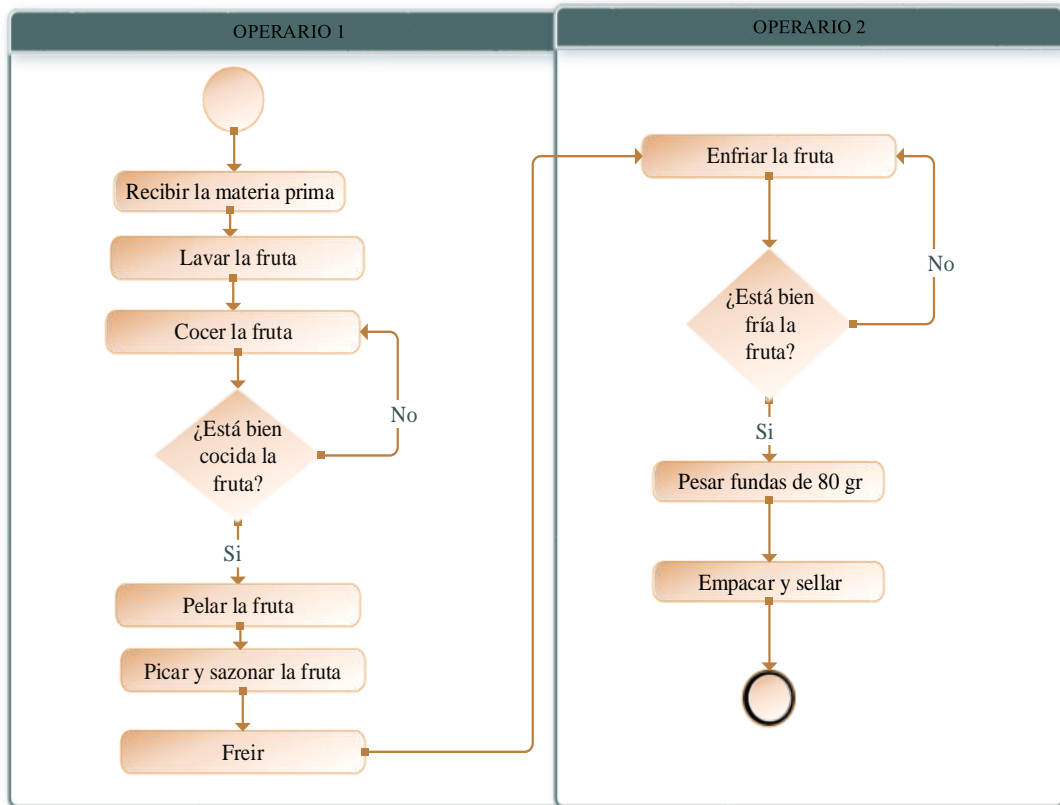 OPERARIO 1
Recibir la materia prima
Lavar la fruta
Cocer la fruta
¿Está bien
cocida la
fruta?
No
Si
Pelar la fruta
Picar y sazonar la fruta
Freir
OPERARIO 2
Enfriar la fruta
¿Está bien
fría la
fruta?
No
Si
Pesar fundas de 80 gr
Empacar y sellar